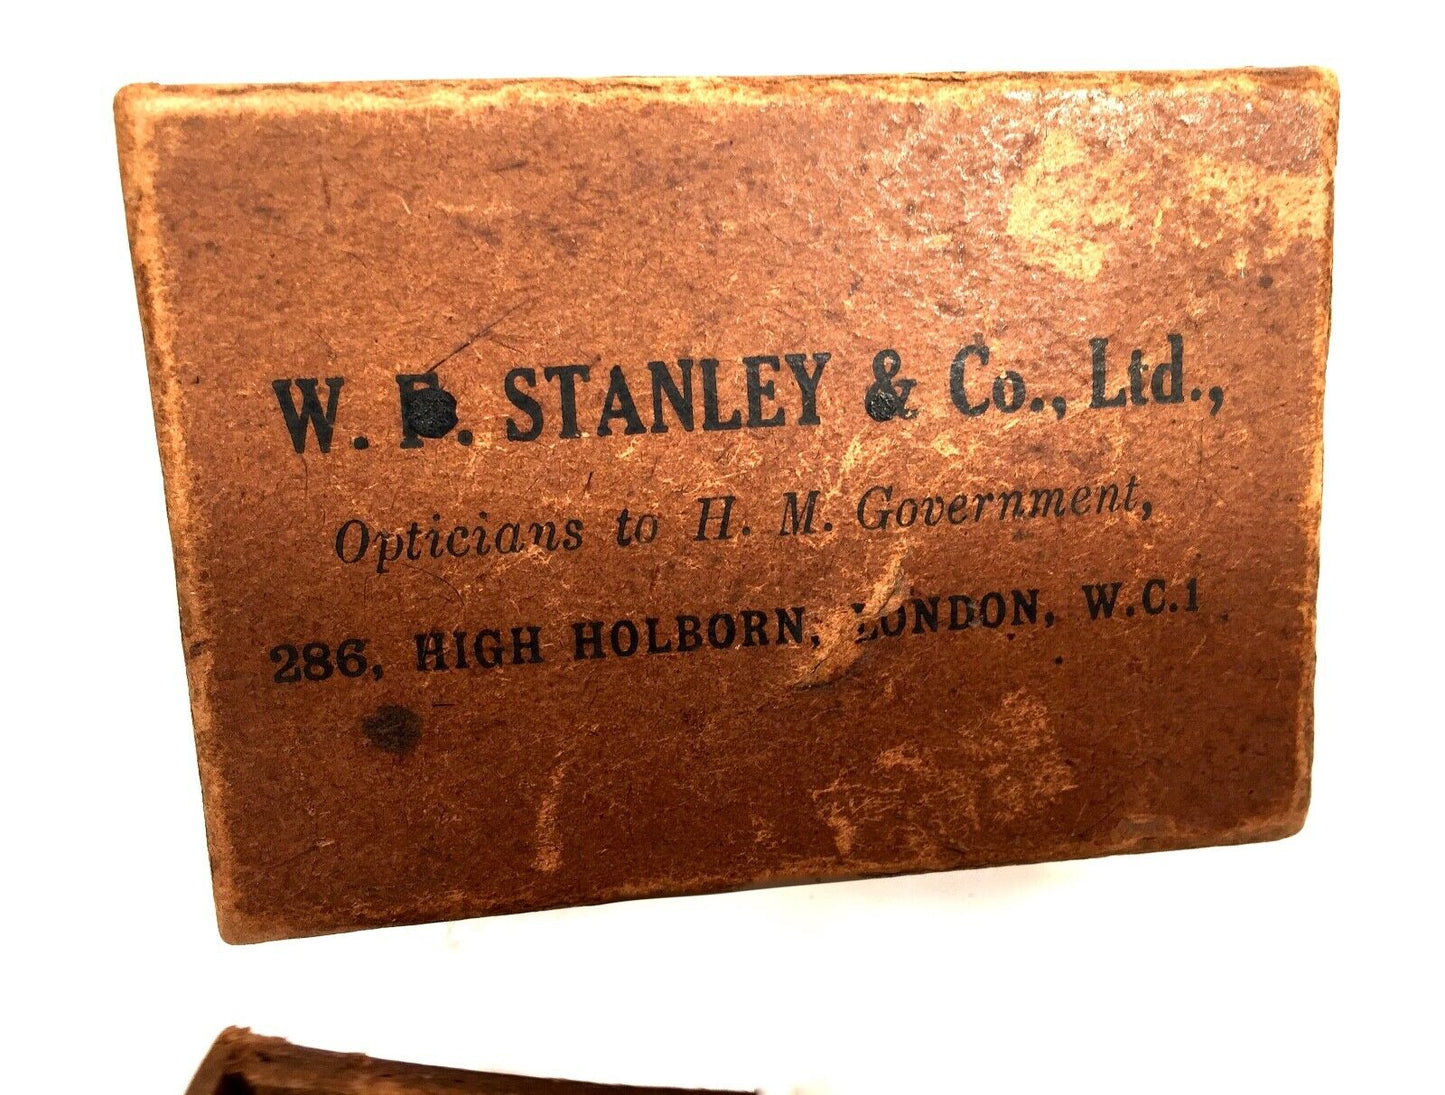 W. F. STANLEY & Co., Ltd.,
Opticians to H. M. Government,
286, HIGH HOLBORN, LONDON, W.C.1